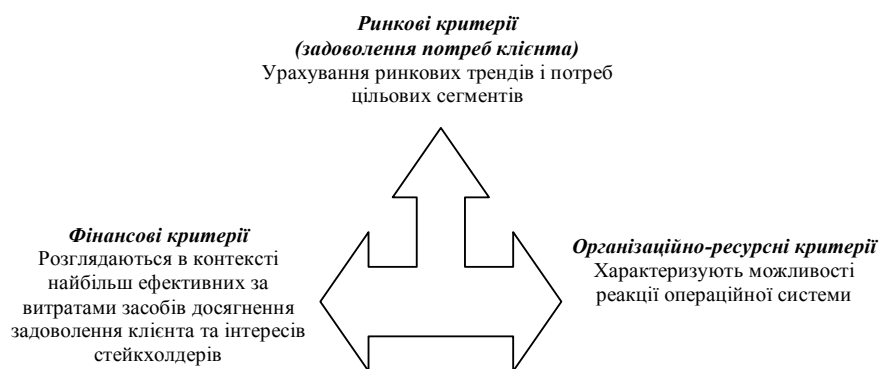 Ринкові критерії
(задоволення потреб клієнта)
Урахування ринкових трендів і потреб
цільових сегментів
Фінансові критерії
Розглядаються в контексті
найбільш ефективних за
витратами засобів досягнення
задоволення клієнта та інтересів
стейкхолдерів
Організаційно-ресурсні критерії
Характеризують можливості
реакції операційної системи